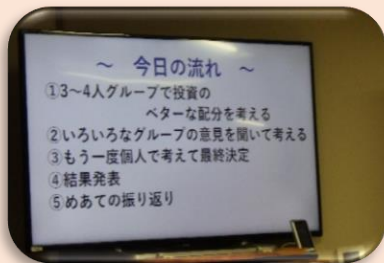 ～　今日の流れ　～
①3～4人グループで投資の
ベターな配分を考える
②いろいろなグループの意見を聞いて考える
③もう一度個人で考えて最終決定
④結果発表
⑤めあての振り返り